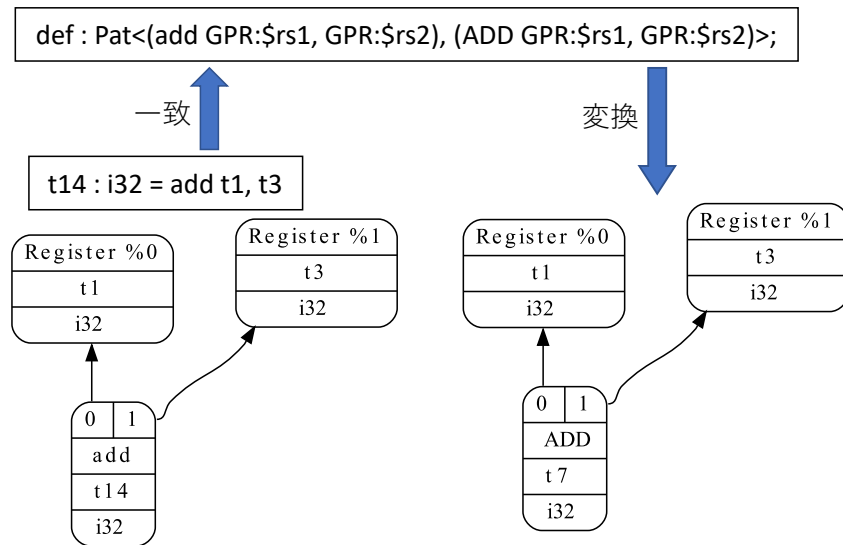 def : Pat<(add GPR:$rs1, GPR:$rs2), (ADD GPR:$rs1, GPR:$rs2)>;
一致
変換
t14 : i32 = add t1, t3
Register %0
t1
i32
Register %1
t3
i32
0 1
add
t14
i32
Register %0
t1
i32
Register %1
t3
i32
0 1
ADD
t7
i32